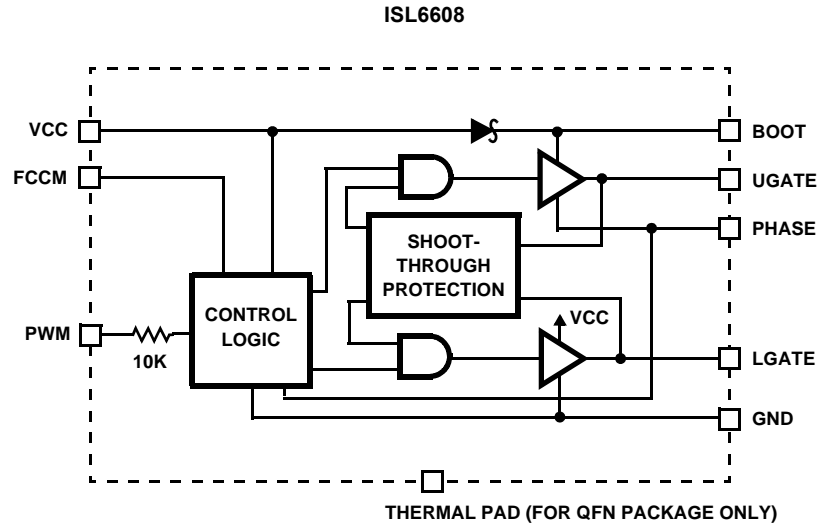 ISL6608
VCC
BOOT
FCCM
UGATE
PHASE
SHOOT-
THROUGH
PROTECTION
CONTROL
LOGIC
VCC
PWM
10K
LGATE
GND
THERMAL PAD (FOR QFN PACKAGE ONLY)